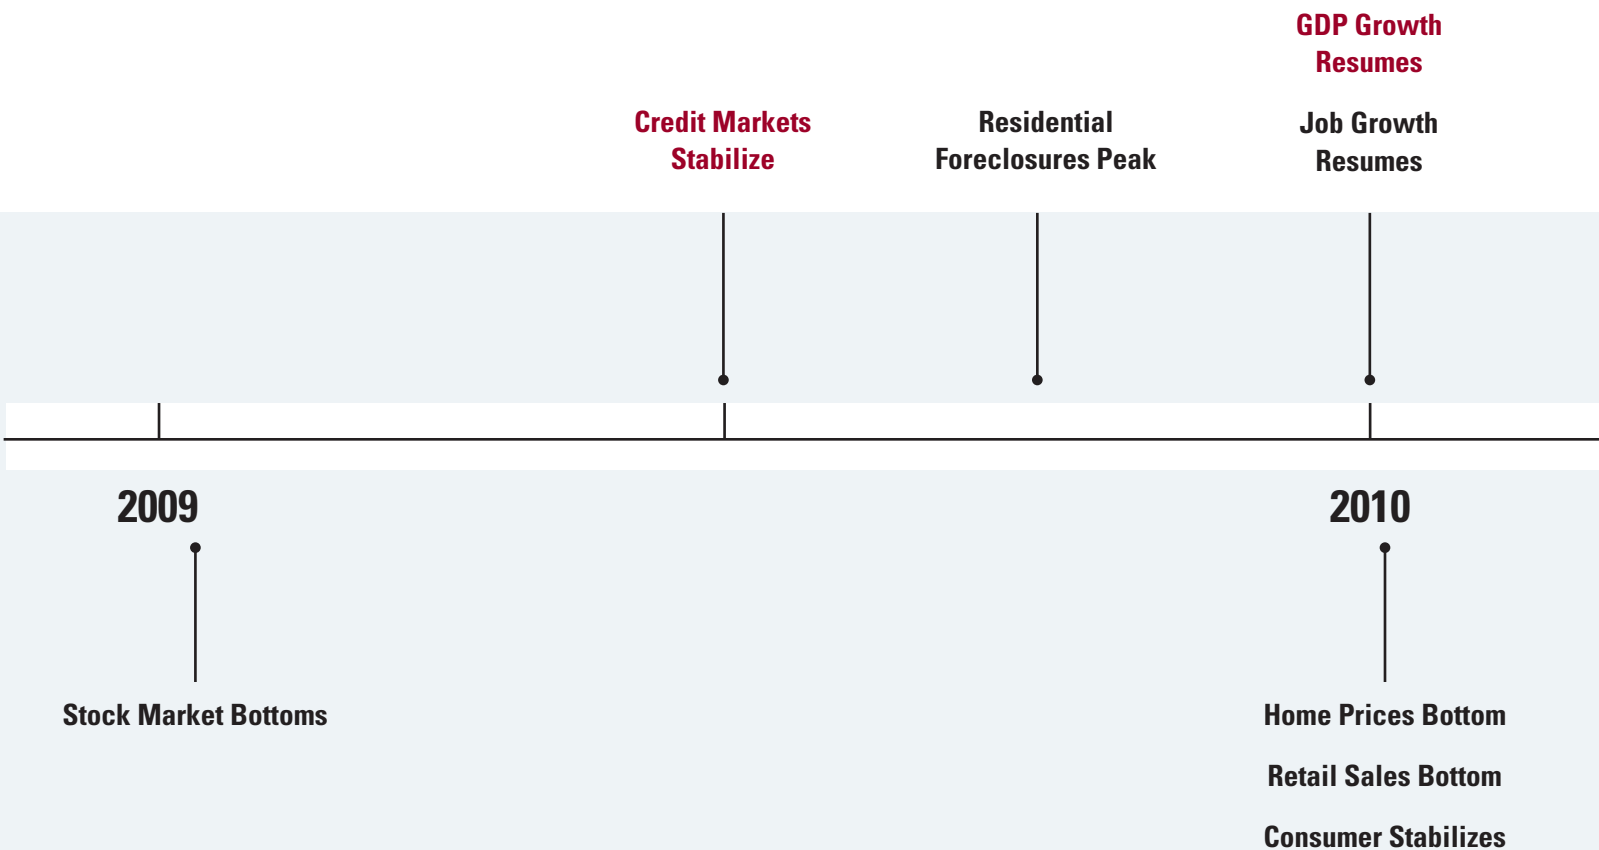 GDP Growth
Resumes
Credit Markets
Stabilize
Residential
Foreclosures Peak
Job Growth
Resumes
2009
2010
Stock Market Bottoms
Home Prices Bottom
Retail Sales Bottom
Consumer Stabilizes